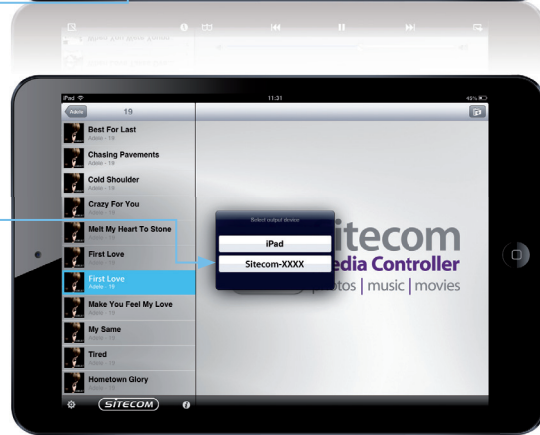 iPad
11:31
49%
Adele
19
Best For Last
Adele - 19
Chasing Pavements
Adele - 19
Cold Shoulder
Adele - 19
Crazy For You
Adele - 19
Melt My Heart To Stone
Adele - 19
First Love
Adele - 19
First Love
Adele - 19
Make You Feel My Love
Adele - 19
My Same
Adele - 19
Tired
Adele - 19
Hometown Glory
Adele - 19
Select output device
iPad
Sitecom-XXXX
itecom
edia Controller
otos | music | movies
SITECOM